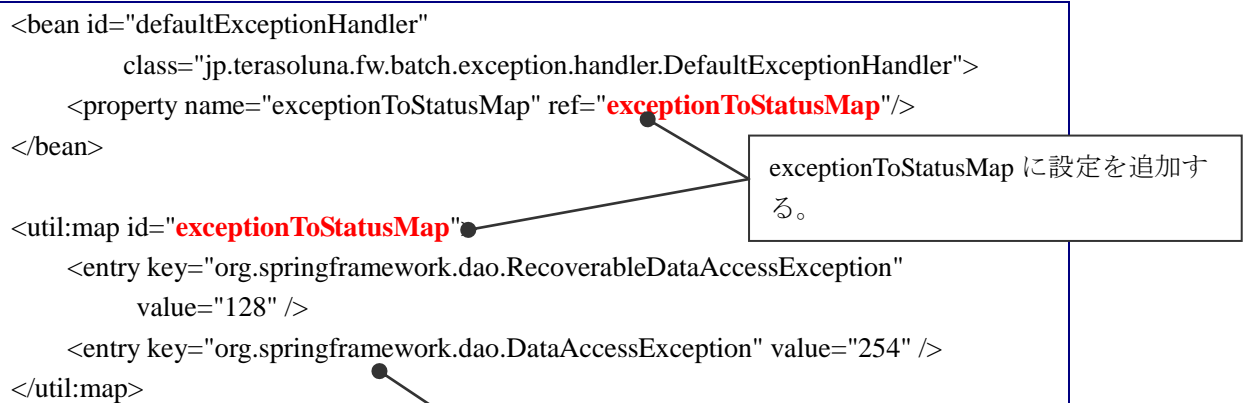 <bean id="defaultExceptionHandler"
class="jp.terasoluna.fw.batch.exception.handler.DefaultExceptionHandler">
<property name="exceptionToStatusMap" ref="exceptionToStatusMap"/>
</bean>
exceptionToStatusMap に設定を追加す
る。
<util:map id="exceptionToStatusMap">
<entry key="org.springframework.dao.RecoverableDataAccessException"
value="128" />
<entry key="org.springframework.dao.DataAccessException" value="254" />
</util:map>